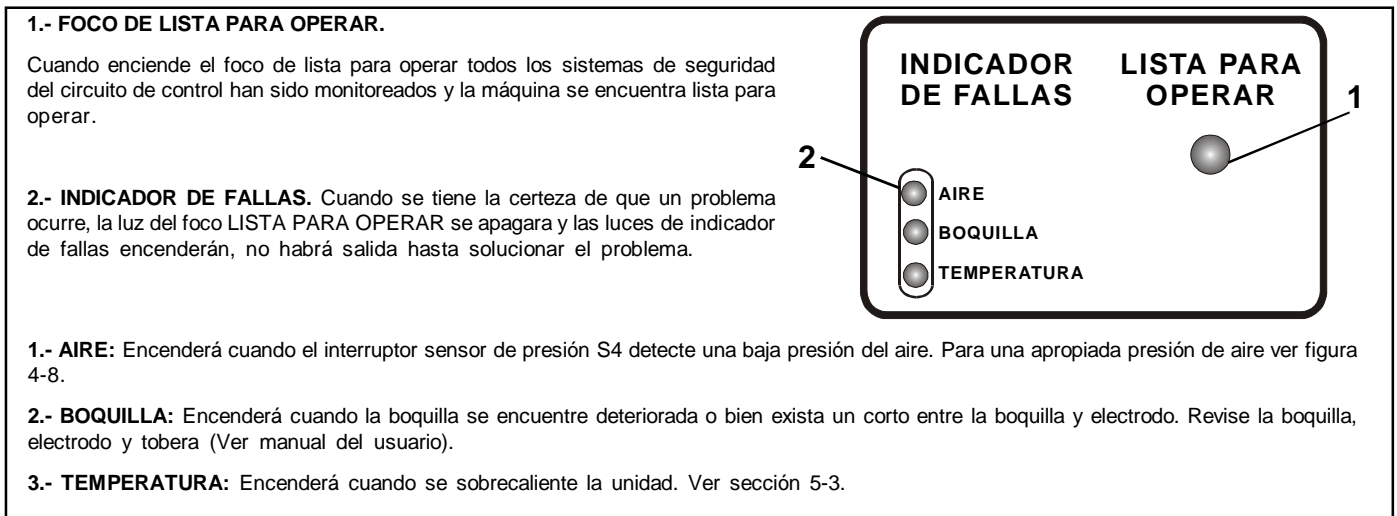 1.- FOCO DE LISTA PARA OPERAR.
Cuando enciende el foco de lista para operar todos los sistemas de seguridad
del circuito de control han sido monitoreados y la máquina se encuentra lista para
operar.
2.- INDICADOR DE FALLAS. Cuando se tiene la certeza de que un problema
ocurre, la luz del foco LISTA PARA OPERAR se apagara y las luces de indicador
de fallas encenderán, no habrá salida hasta solucionar el problema.
INDICADOR
DE FALLAS
LISTA PARA
OPERAR
1
2
AIRE
BOQUILLA
TEMPERATURA
1.- AIRE: Encenderá cuando el interruptor sensor de presión S4 detecte una baja presión del aire. Para una apropiada presión de aire ver figura
4-8.
2.- BOQUILLA: Encenderá cuando la boquilla se encuentre deteriorada o bien exista un corto entre la boquilla y electrodo. Revise la boquilla,
electrodo y tobera (Ver manual del usuario).
3.- TEMPERATURA: Encenderá cuando se sobrecaliente la unidad. Ver sección 5-3.